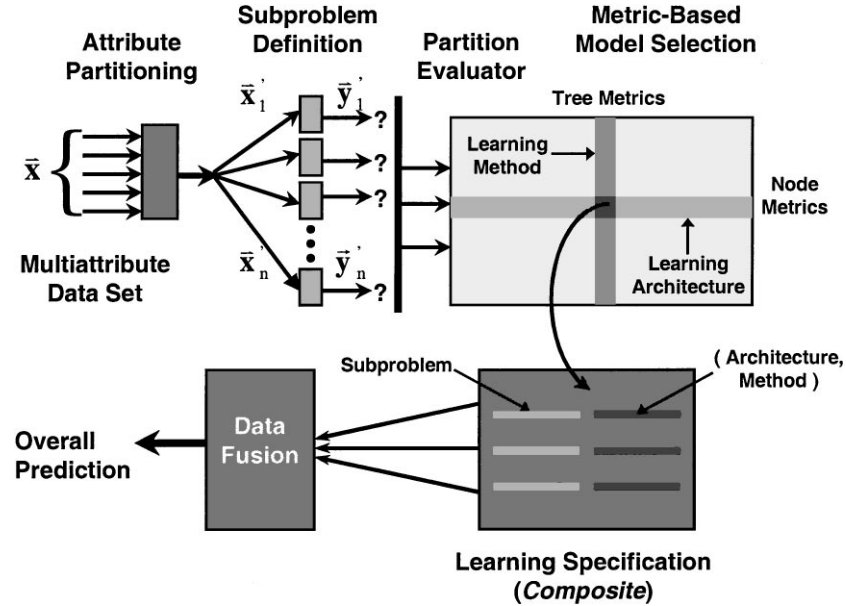 Attribute
Partitioning
Subproblem
Definition
Partition
Evaluator
Metric-Based
Model Selection
x⃗
x⃗'₁
y⃗'₁
?
?
?
x⃗'ₙ
y⃗'ₙ
?
Multiattribute
Data Set
Tree Metrics
Learning
Method
Node
Metrics
Learning
Architecture
Subproblem
( Architecture,
Method )
Data
Fusion
Overall
Prediction
Learning Specification
(Composite)